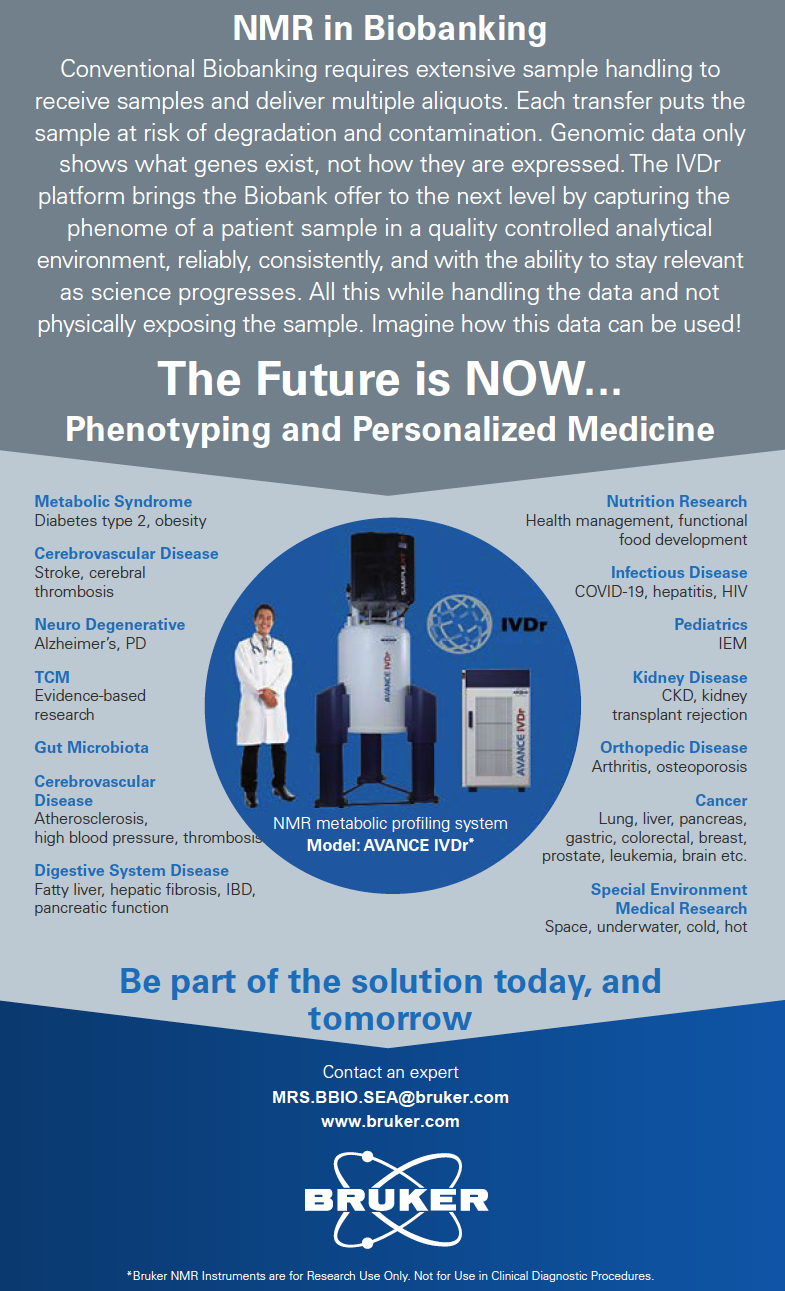 NMR in Biobanking
Conventional Biobanking requires extensive sample handling to
receive samples and deliver multiple aliquots. Each transfer puts the
sample at risk of degradation and contamination. Genomic data only
shows what genes exist, not how they are expressed. The IVDr
platform brings the Biobank offer to the next level by capturing the
phenome of a patient sample in a quality controlled analytical
environment, reliably, consistently, and with the ability to stay relevant
as science progresses. All this while handling the data and not
physically exposing the sample. Imagine how this data can be used!
The Future is NOW...
Phenotyping and Personalized Medicine
Metabolic Syndrome
Diabetes type 2, obesity
Cerebrovascular Disease
Stroke, cerebral
thrombosis
Neuro Degenerative
Alzheimer's, PD
TCM
Evidence-based
research
Gut Microbiota
Cerebrovascular
Disease
Atherosclerosis,
high blood pressure, thrombosis
Digestive System Disease
Fatty liver, hepatic fibrosis, IBD,
pancreatic function
SAMPLEJET
IVDr
AVANCE IVDr
AVANCE IVDr
NMR metabolic profiling system
Model: AVANCE IVDr*
Nutrition Research
Health management, functional
food development
Infectious Disease
COVID-19, hepatitis, HIV
Pediatrics
IEM
Kidney Disease
CKD, kidney
transplant rejection
Orthopedic Disease
Arthritis, osteoporosis
Cancer
Lung, liver, pancreas,
gastric, colorectal, breast,
prostate, leukemia, brain etc.
Special Environment
Medical Research
Space, underwater, cold, hot
Be part of the solution today, and
tomorrow
Contact an expert
MRS.BBIO.SEA@bruker.com
www.bruker.com
BRUKER
*Bruker NMR Instruments are for Research Use Only. Not for Use in Clinical Diagnostic Procedures.